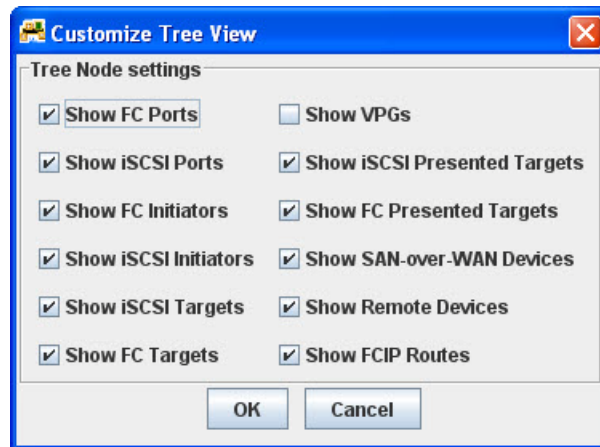 Customize Tree View
Tree Node settings
Show FC Ports
Show VPGs
Show iSCSI Ports
Show iSCSI Presented Targets
Show FC Initiators
Show FC Presented Targets
Show iSCSI Initiators
Show SAN-over-WAN Devices
Show iSCSI Targets
Show Remote Devices
Show FC Targets
Show FCIP Routes
OK
Cancel